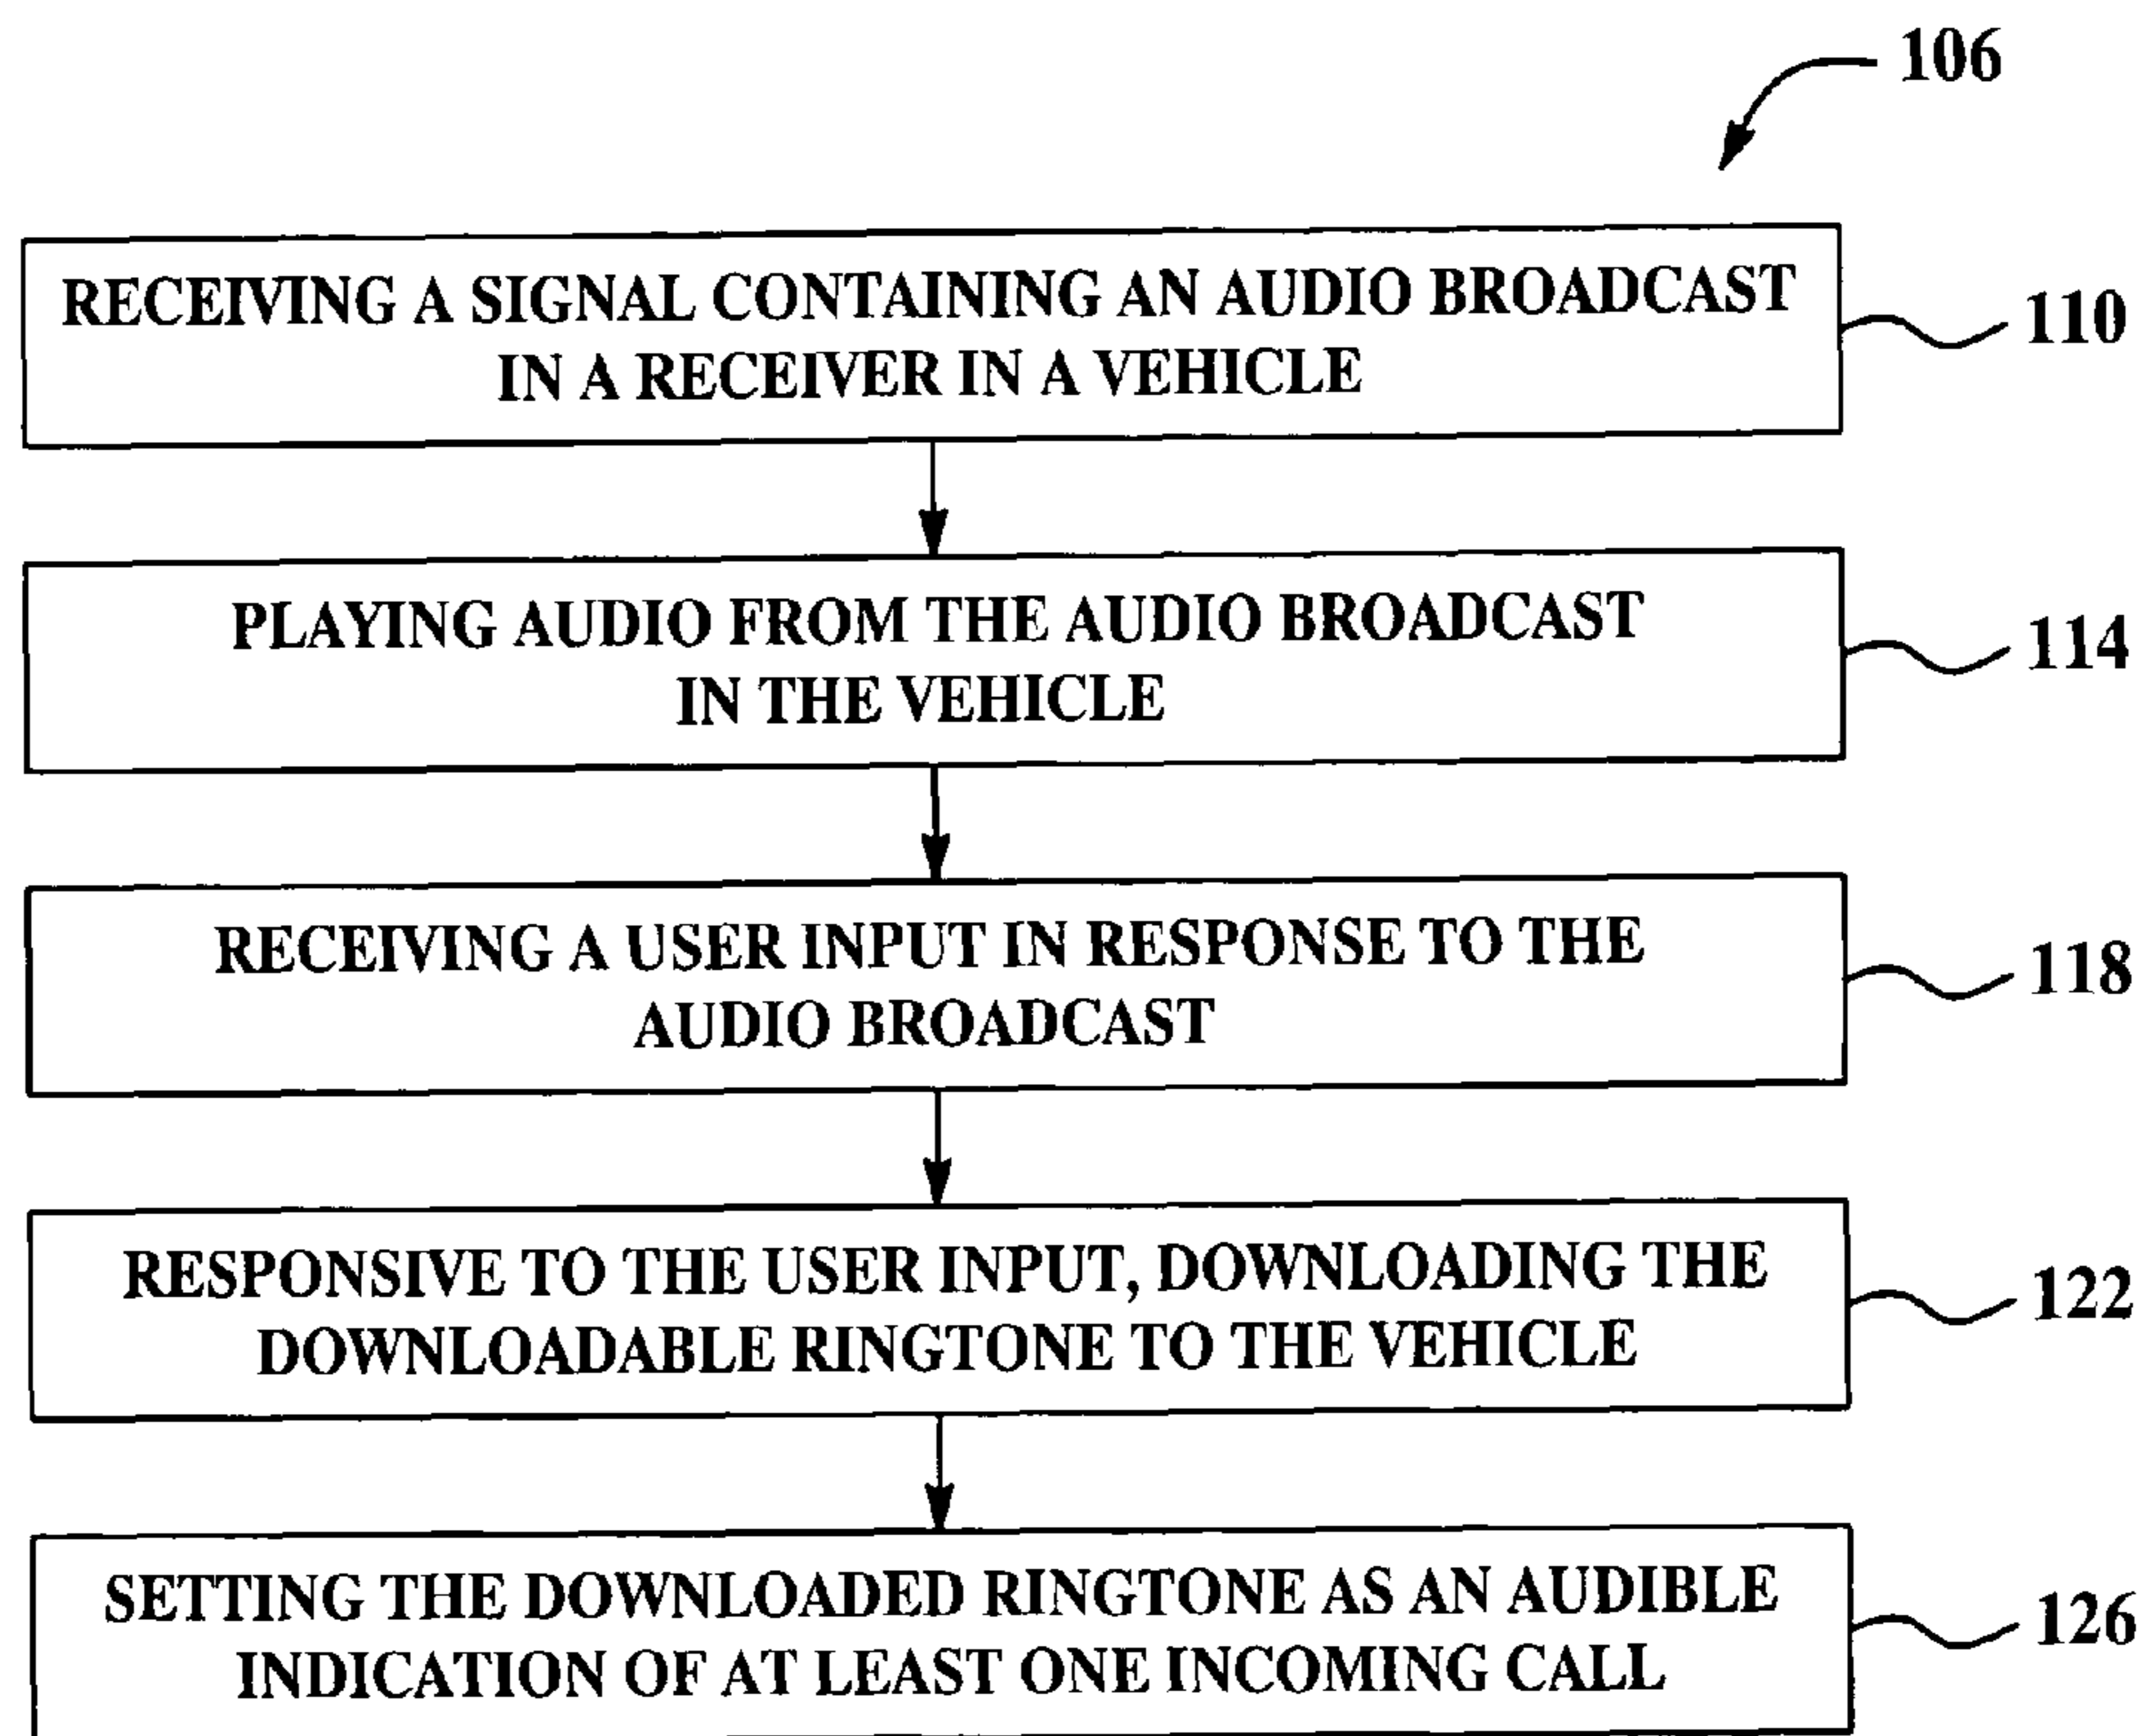 106
RECEIVING A SIGNAL CONTAINING AN AUDIO BROADCAST
IN A RECEIVER IN A VEHICLE
110
PLAYING AUDIO FROM THE AUDIO BROADCAST
IN THE VEHICLE
114
RECEIVING A USER INPUT IN RESPONSE TO THE
AUDIO BROADCAST
118
RESPONSIVE TO THE USER INPUT, DOWNLOADING THE
DOWNLOADABLE RINGTONE TO THE VEHICLE
122
SETTING THE DOWNLOADED RINGTONE AS AN AUDIBLE
INDICATION OF AT LEAST ONE INCOMING CALL
126